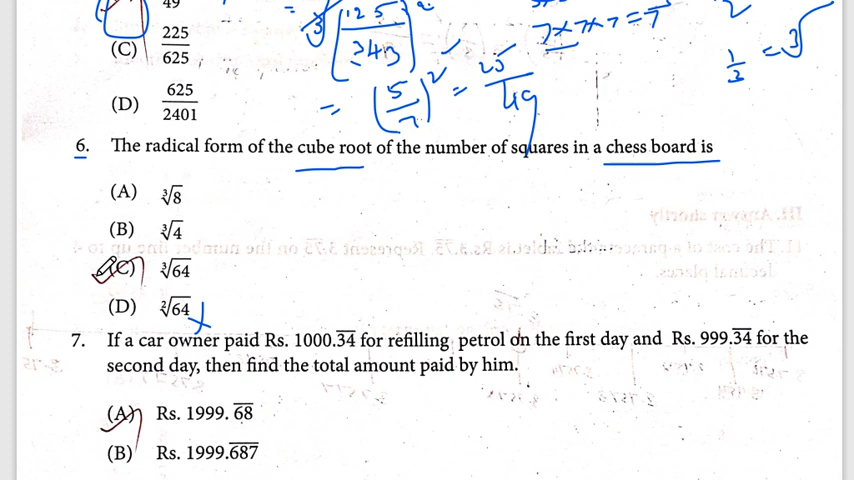 49
(C) 225/625
(D) 625/2401
= ∛[125/343]²
= (5/7)² = 25/49
7×7×7=7
1/3 = ∛
6. The radical form of the cube root of the number of squares in a chess board is
(A) ∛8
(B) ∛4
(C) ∛64
(D) ²√64
7. If a car owner paid Rs. 1000.3̅4̅ for refilling petrol on the first day and Rs. 999.3̅4̅ for the
second day, then find the total amount paid by him.
(A) Rs. 1999. 6̅8̅
(B) Rs. 1999.6̅8̅7̅